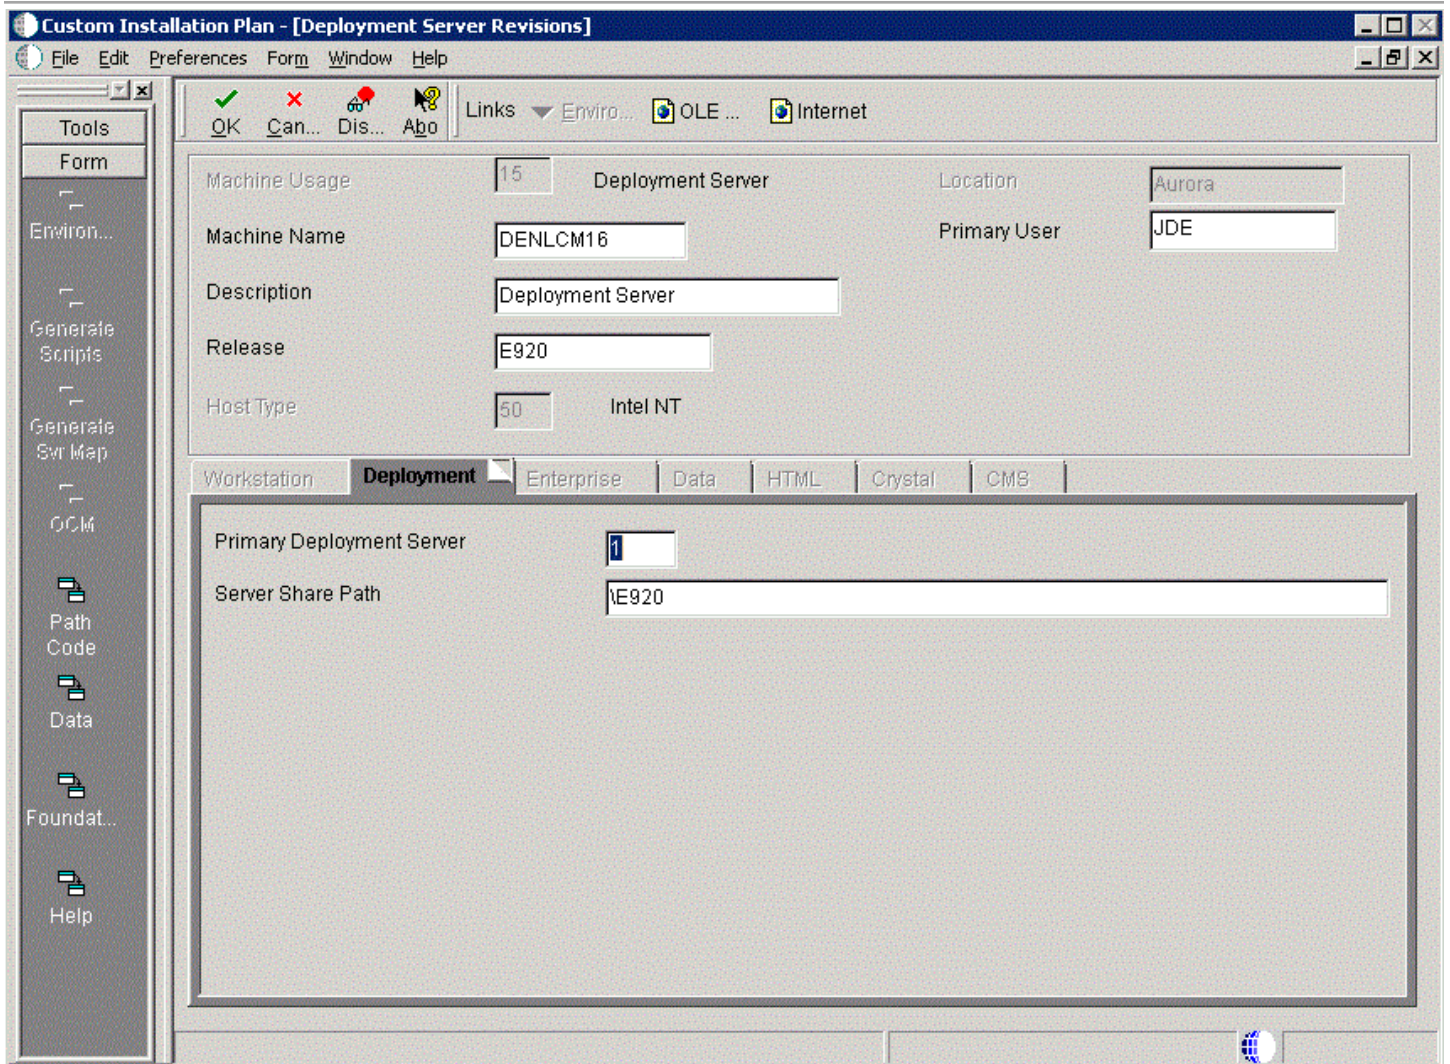 Custom Installation Plan - [Deployment Server Revisions]
File Edit Preferences Form Window Help
OK Can... Dis... Abo Links Enviro... OLE ... Internet
Tools
Form
Environ...
Generate
Scripts
Generate
Svr Map
OCM
Path
Code
Data
Foundat...
Help
Machine Usage 15 Deployment Server Location Aurora
Machine Name DENLCM16 Primary User JDE
Description Deployment Server
Release E920
Host Type 50 Intel NT
Workstation Deployment Enterprise Data HTML Crystal CMS
Primary Deployment Server 1
Server Share Path \E920